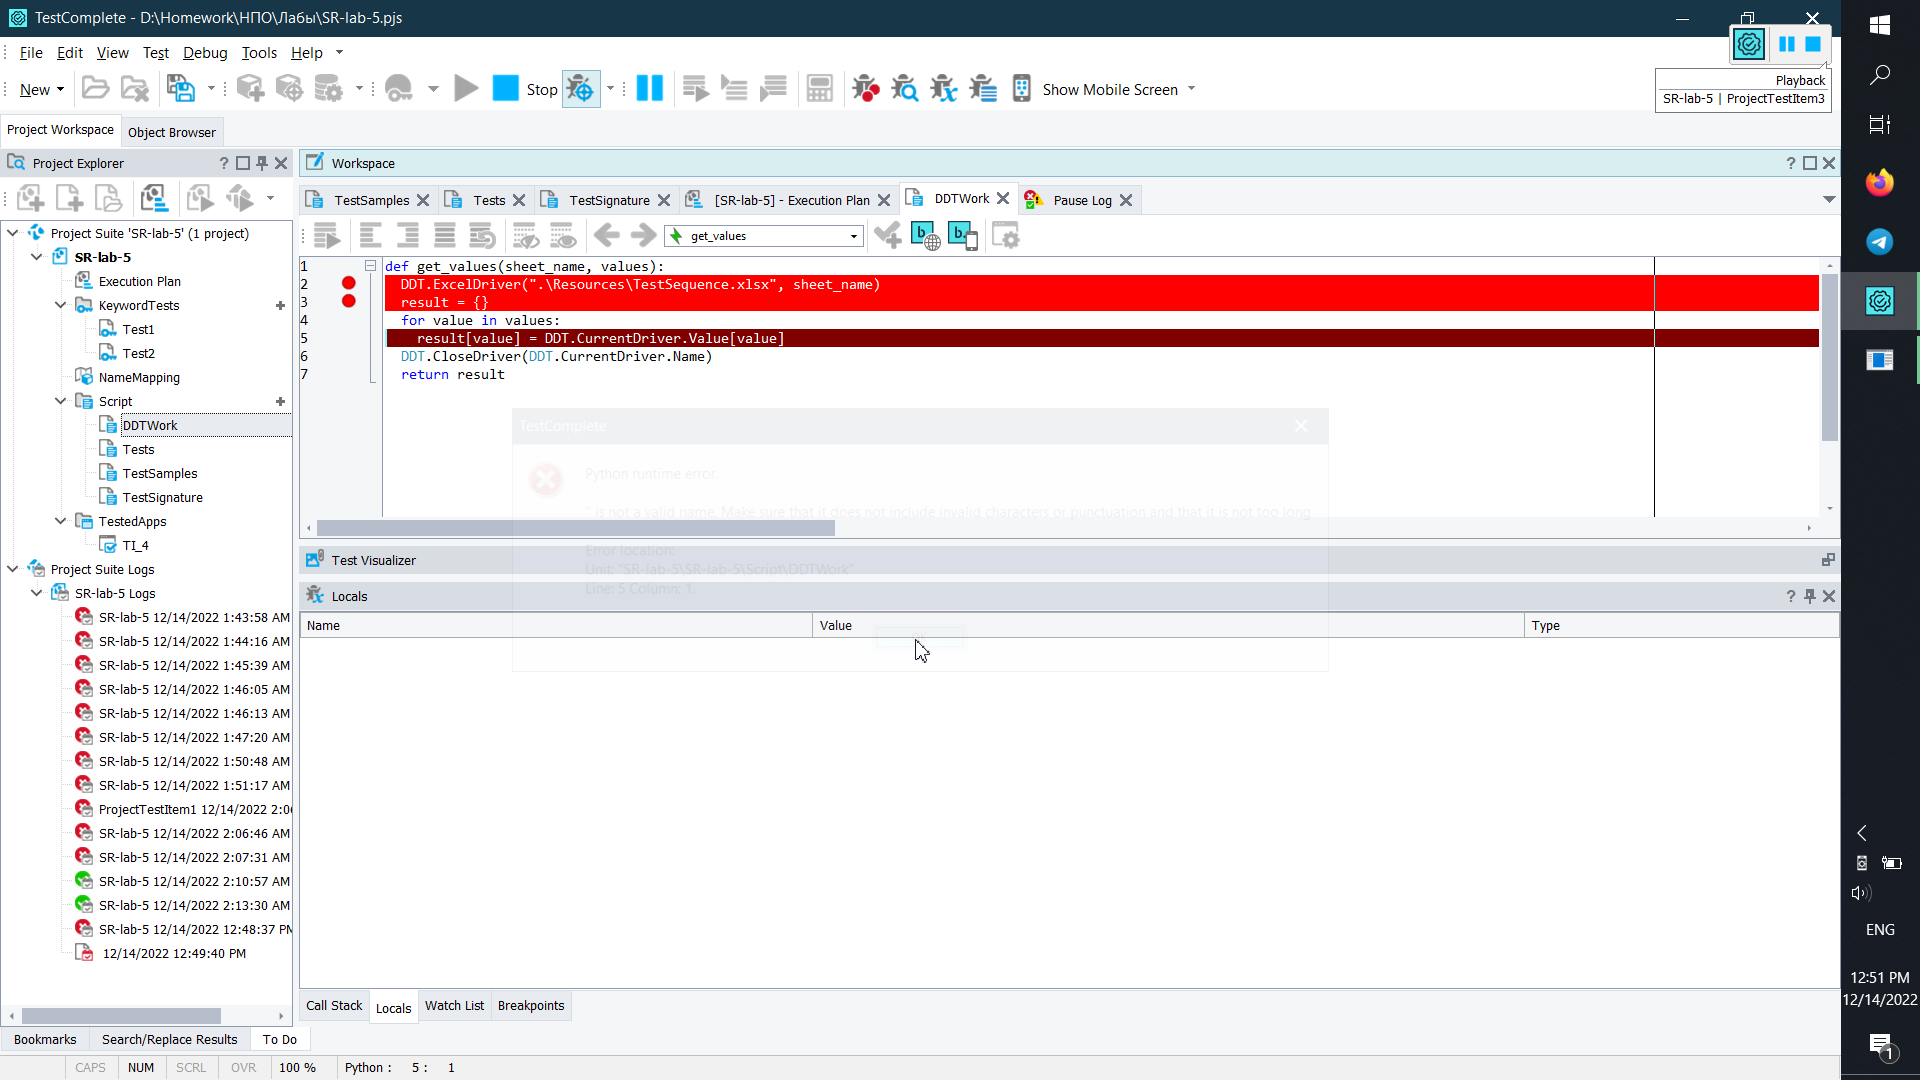 TestComplete - D:\Homework\НПО\Лабы\SR-lab-5.pjs
File Edit View Test Debug Tools Help
New Stop Show Mobile Screen
Playback
SR-lab-5 | ProjectTestItem3
Project Workspace Object Browser
Project Explorer
Workspace
TestSamples Tests TestSignature [SR-lab-5] - Execution Plan DDTWork Pause Log
get_values
Project Suite 'SR-lab-5' (1 project)
SR-lab-5
Execution Plan
KeywordTests
Test1
Test2
NameMapping
Script
DDTWork
Tests
TestSamples
TestSignature
TestedApps
TI_4
Project Suite Logs
SR-lab-5 Logs
SR-lab-5 12/14/2022 1:43:58 AM
SR-lab-5 12/14/2022 1:44:16 AM
SR-lab-5 12/14/2022 1:45:39 AM
SR-lab-5 12/14/2022 1:46:05 AM
SR-lab-5 12/14/2022 1:46:13 AM
SR-lab-5 12/14/2022 1:47:20 AM
SR-lab-5 12/14/2022 1:50:48 AM
SR-lab-5 12/14/2022 1:51:17 AM
ProjectTestItem1 12/14/2022 2:0
SR-lab-5 12/14/2022 2:06:46 AM
SR-lab-5 12/14/2022 2:07:31 AM
SR-lab-5 12/14/2022 2:10:57 AM
SR-lab-5 12/14/2022 2:13:30 AM
SR-lab-5 12/14/2022 12:48:37 PM
12/14/2022 12:49:40 PM
1 def get_values(sheet_name, values):
2 DDT.ExcelDriver(".\Resources\TestSequence.xlsx", sheet_name)
3 result = {}
4 for value in values:
5 result[value] = DDT.CurrentDriver.Value[value]
6 DDT.CloseDriver(DDT.CurrentDriver.Name)
7 return result
TestComplete
Python runtime error.
'' is not a valid name. Make sure that it does not include invalid characters or punctuation and that it is not too long
Error location:
Unit: "SR-lab-5\SR-lab-5\Script\DDTWork"
Line: 5 Column: 1.
Test Visualizer
Locals
Name Value Type
Call Stack Locals Watch List Breakpoints
Bookmarks Search/Replace Results To Do
CAPS NUM SCRL OVR 100 % Python : 5 : 1
ENG
12:51 PM
12/14/2022
1